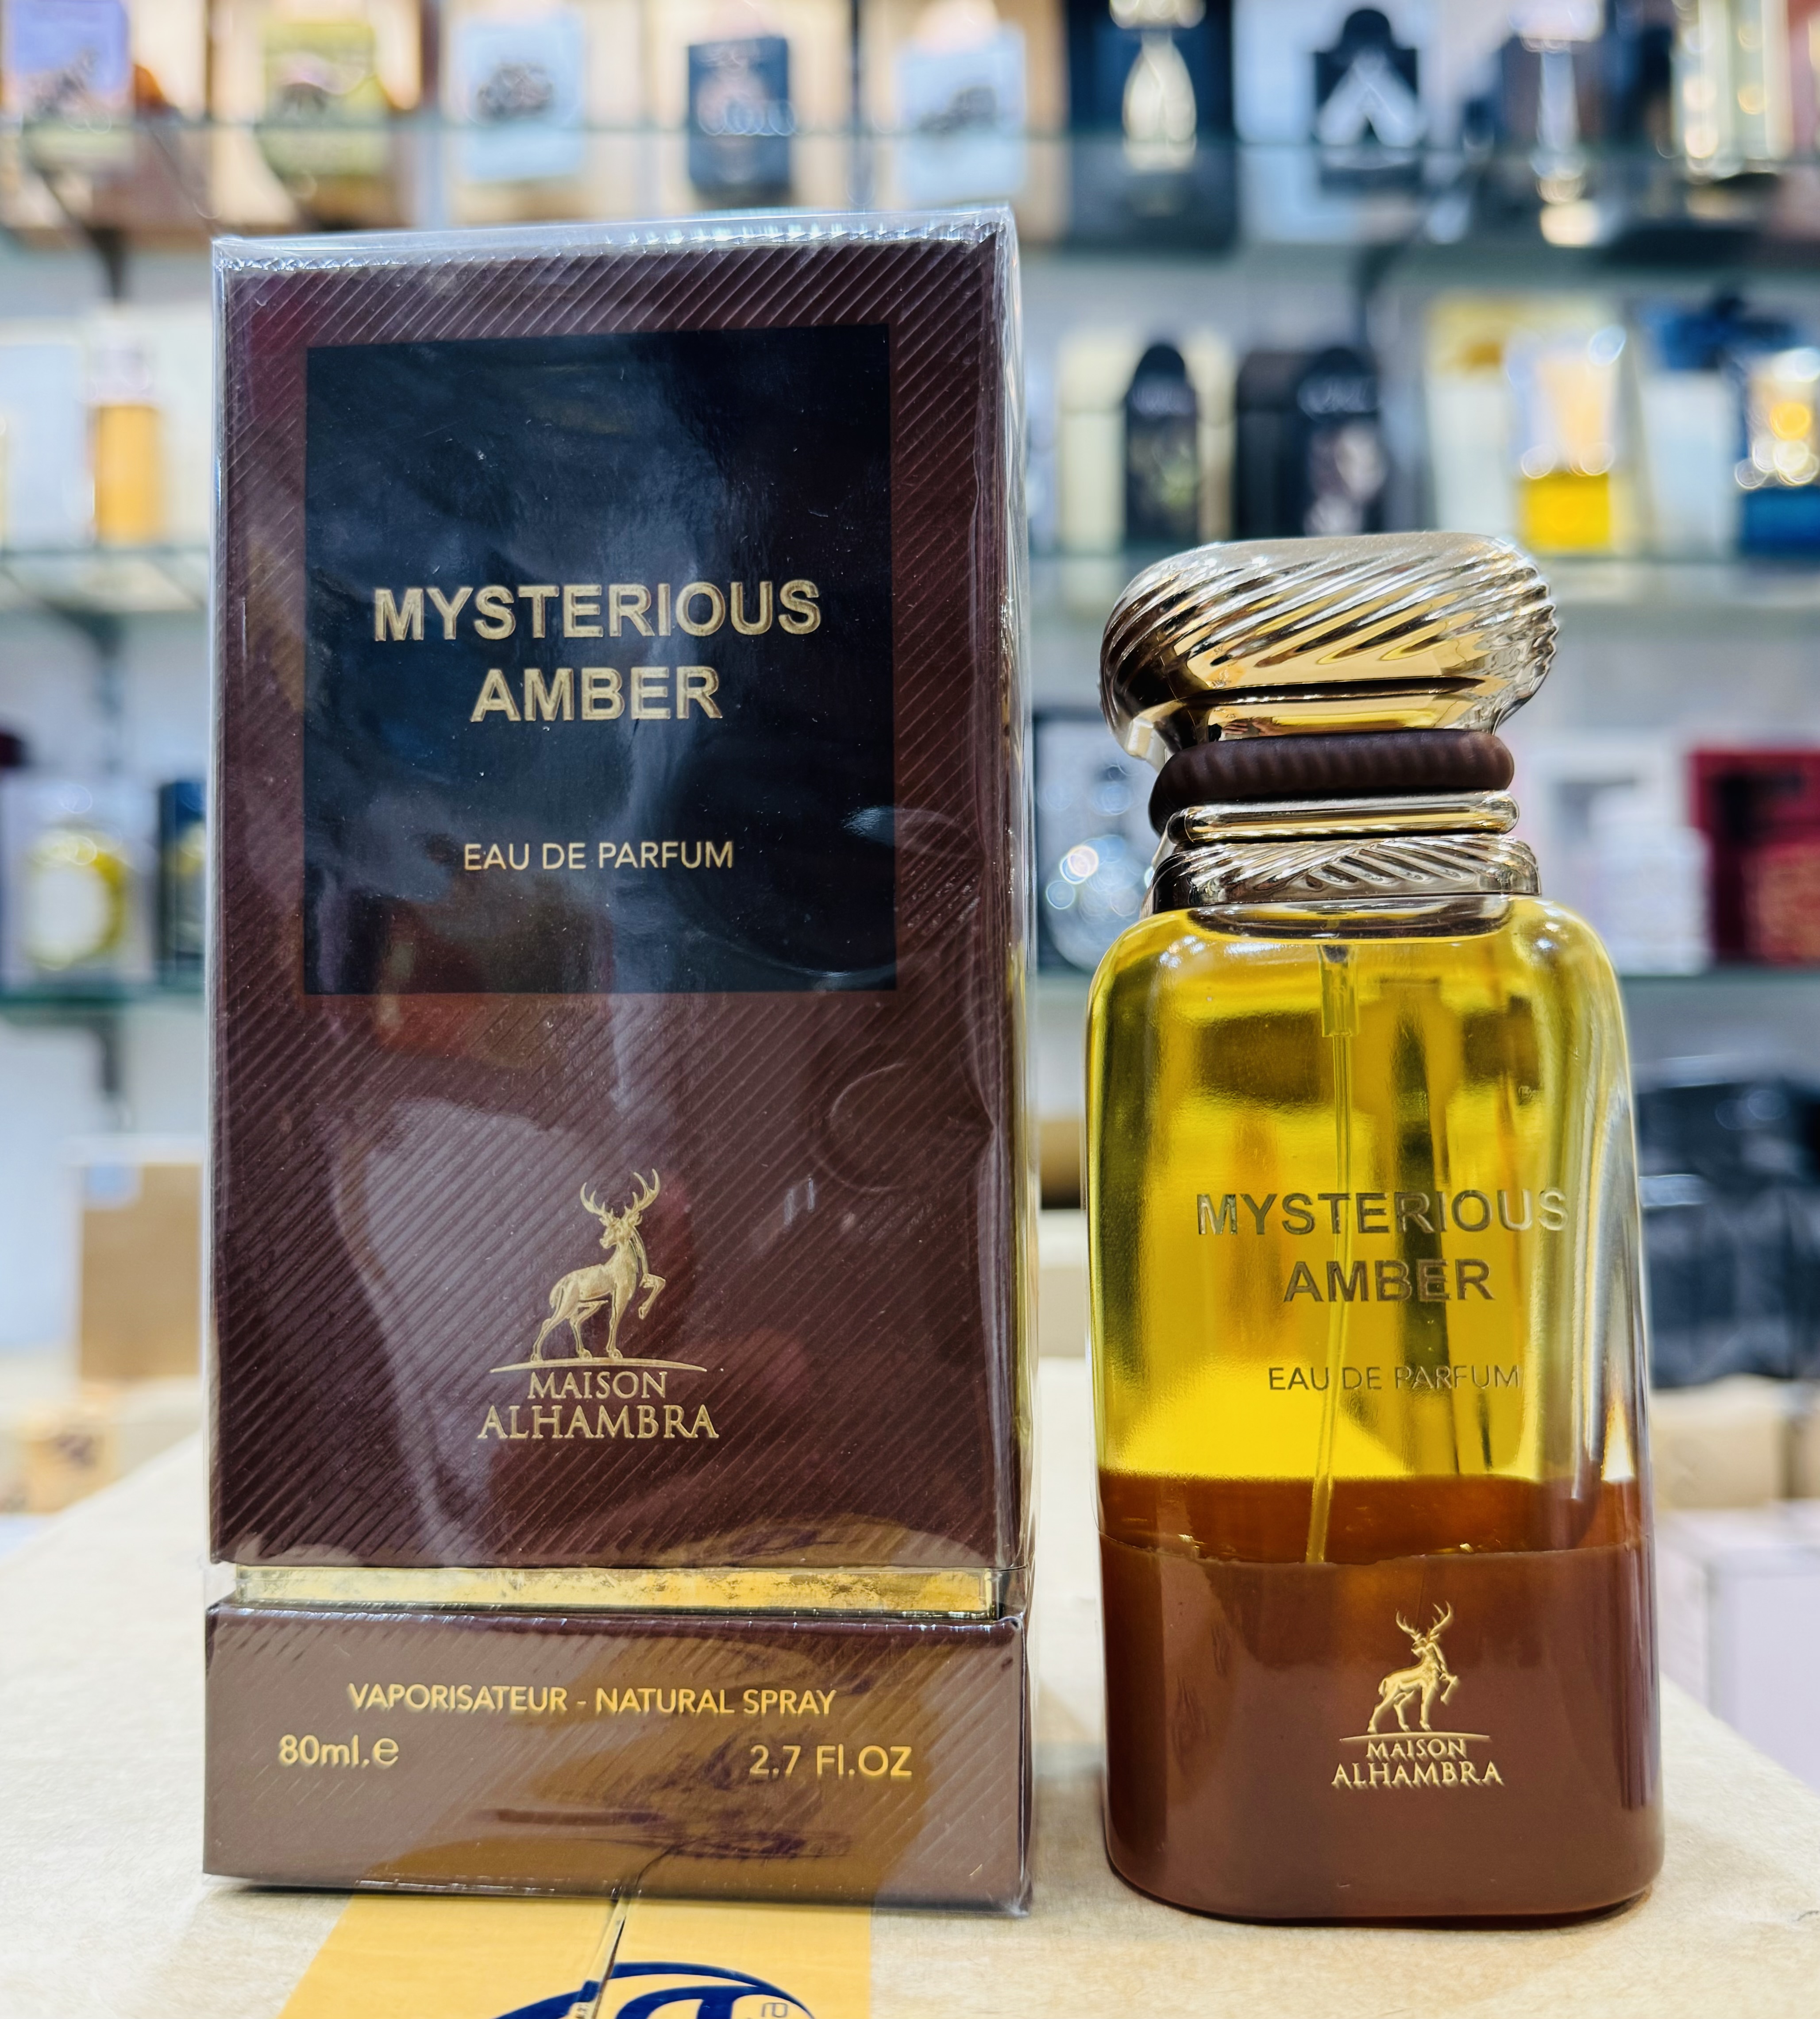 MYSTERIOUS
AMBER
EAU DE PARFUM
MAISON
ALHAMBRA
VAPORISATEUR - NATURAL SPRAY
80ml.e 2.7 Fl.OZ
MYSTERIOUS
AMBER
EAU DE PARFUM
MAISON
ALHAMBRA